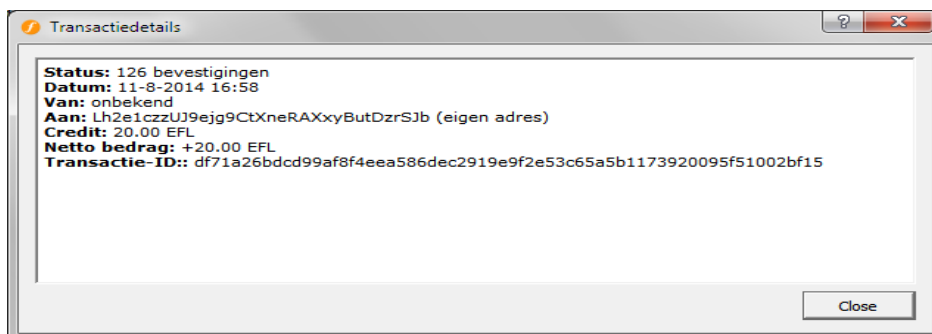 Transactiedetails
Status: 126 bevestigingen
Datum: 11-8-2014 16:58
Van: onbekend
Aan: Lh2e1czzUJ9ejg9CtXneRAXxyButDzrSJb (eigen adres)
Credit: 20.00 EFL
Netto bedrag: +20.00 EFL
Transactie-ID:: df71a26bdcd99af8f4eea586dec2919e9f2e53c65a5b1173920095f51002bf15
Close